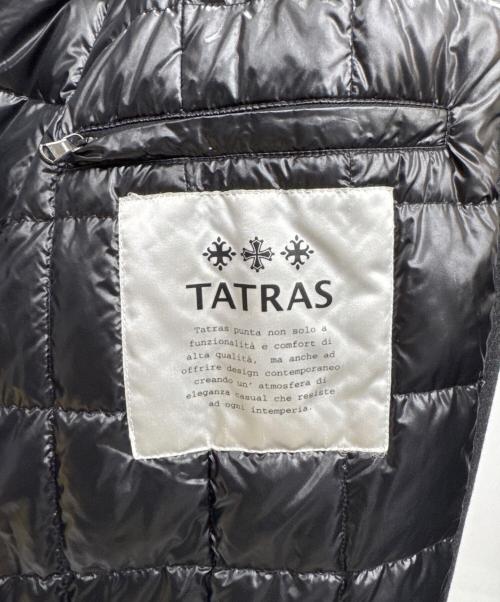 TATRAS
Tatras punta non solo a
funzionalità e comfort di
alta qualità, ma anche ad
offrire design contemporaneo
creando un' atmosfera di
eleganza casual che resiste
ad ogni intemperia.